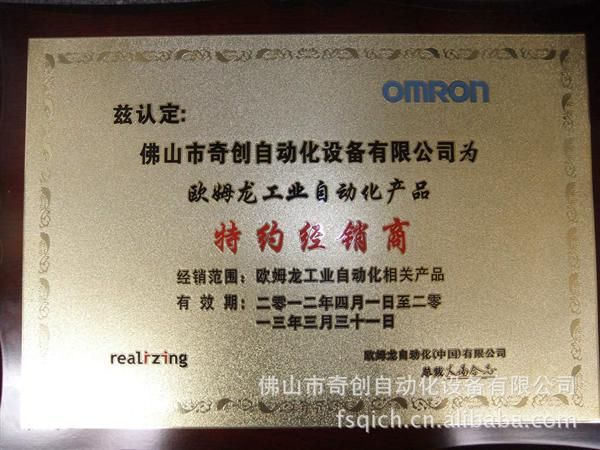 OMRON
兹认定:
佛山市奇创自动化设备有限公司为
欧姆龙工业自动化产品
特约经销商
经销范围:欧姆龙工业自动化相关产品
有效期:二零一二年四月一日至二零
一三年三月三十一日
realizing
欧姆龙自动化(中国)有限公司
总裁
佛山市奇创自动化设备有限公司
fsqich.cn.alibaba.com